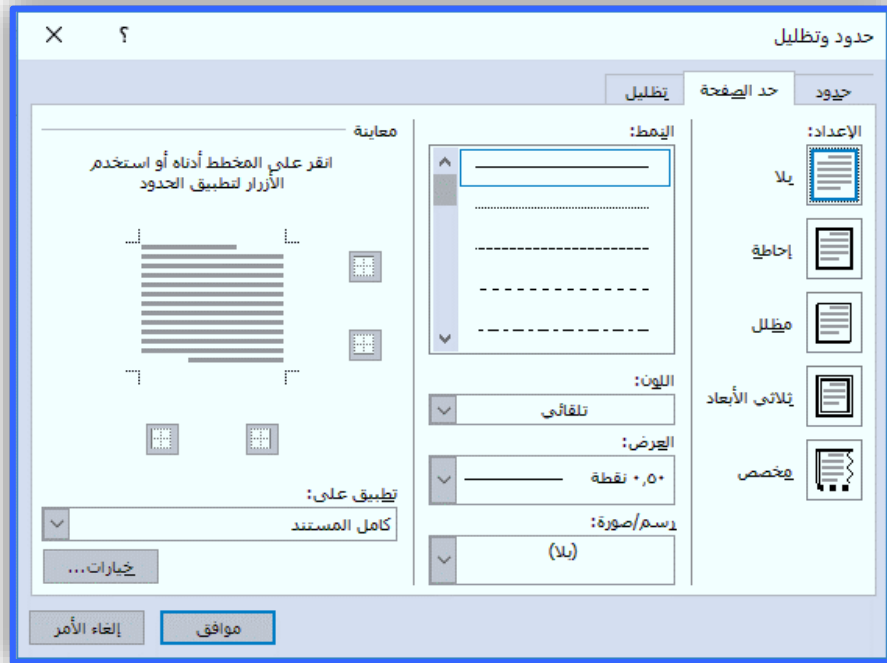 حدود وتظليل
؟
حدود
حد الصفحة
تظليل
الإعداد:
بلا
إحاطة
مظلل
ثلاثي الأبعاد
مخصص
النمط:
اللون:
تلقائي
العرض:
٠,٥٠ نقطة
رسم/صورة:
(بلا)
معاينة
انقر على المخطط أدناه أو استخدم
الأزرار لتطبيق الحدود
تطبيق على:
كامل المستند
خيارات...
موافق
إلغاء الأمر